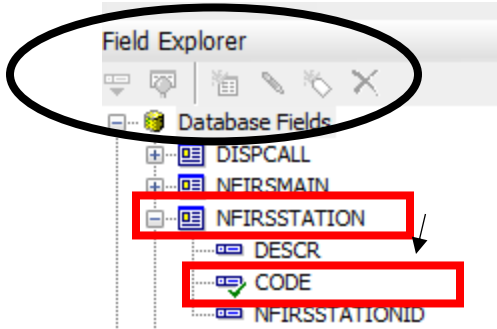 Field Explorer
Database Fields
DISPCALL
NFIRSMAIN
NFIRSSTATION
DESCR
CODE
NFIRSSTATIONID